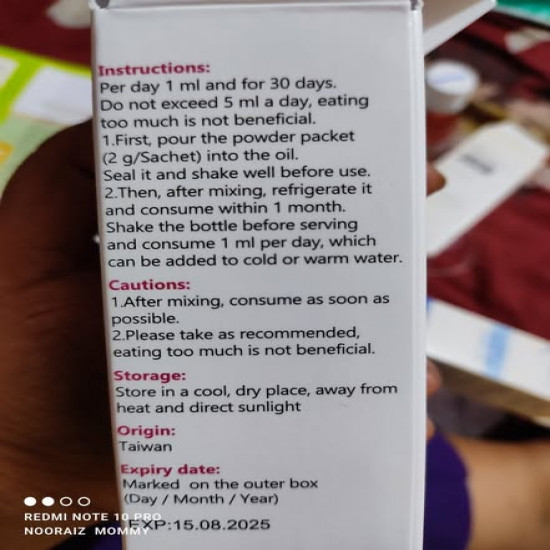 Instructions:
Per day 1 ml and for 30 days.
Do not exceed 5 ml a day, eating
too much is not beneficial.
1.First, pour the powder packet
(2 g/Sachet) into the oil.
Seal it and shake well before use.
2.Then, after mixing, refrigerate it
and consume within 1 month.
Shake the bottle before serving
and consume 1 ml per day, which
can be added to cold or warm water.
Cautions:
1.After mixing, consume as soon as
possible.
2.Please take as recommended,
eating too much is not beneficial.
Storage:
Store in a cool, dry place, away from
heat and direct sunlight
Origin:
Taiwan
Expiry date:
Marked on the outer box
(Day / Month / Year)
EXP:15.08.2025
REDMI NOTE 10 PRO
NOORAIZ MOMMY